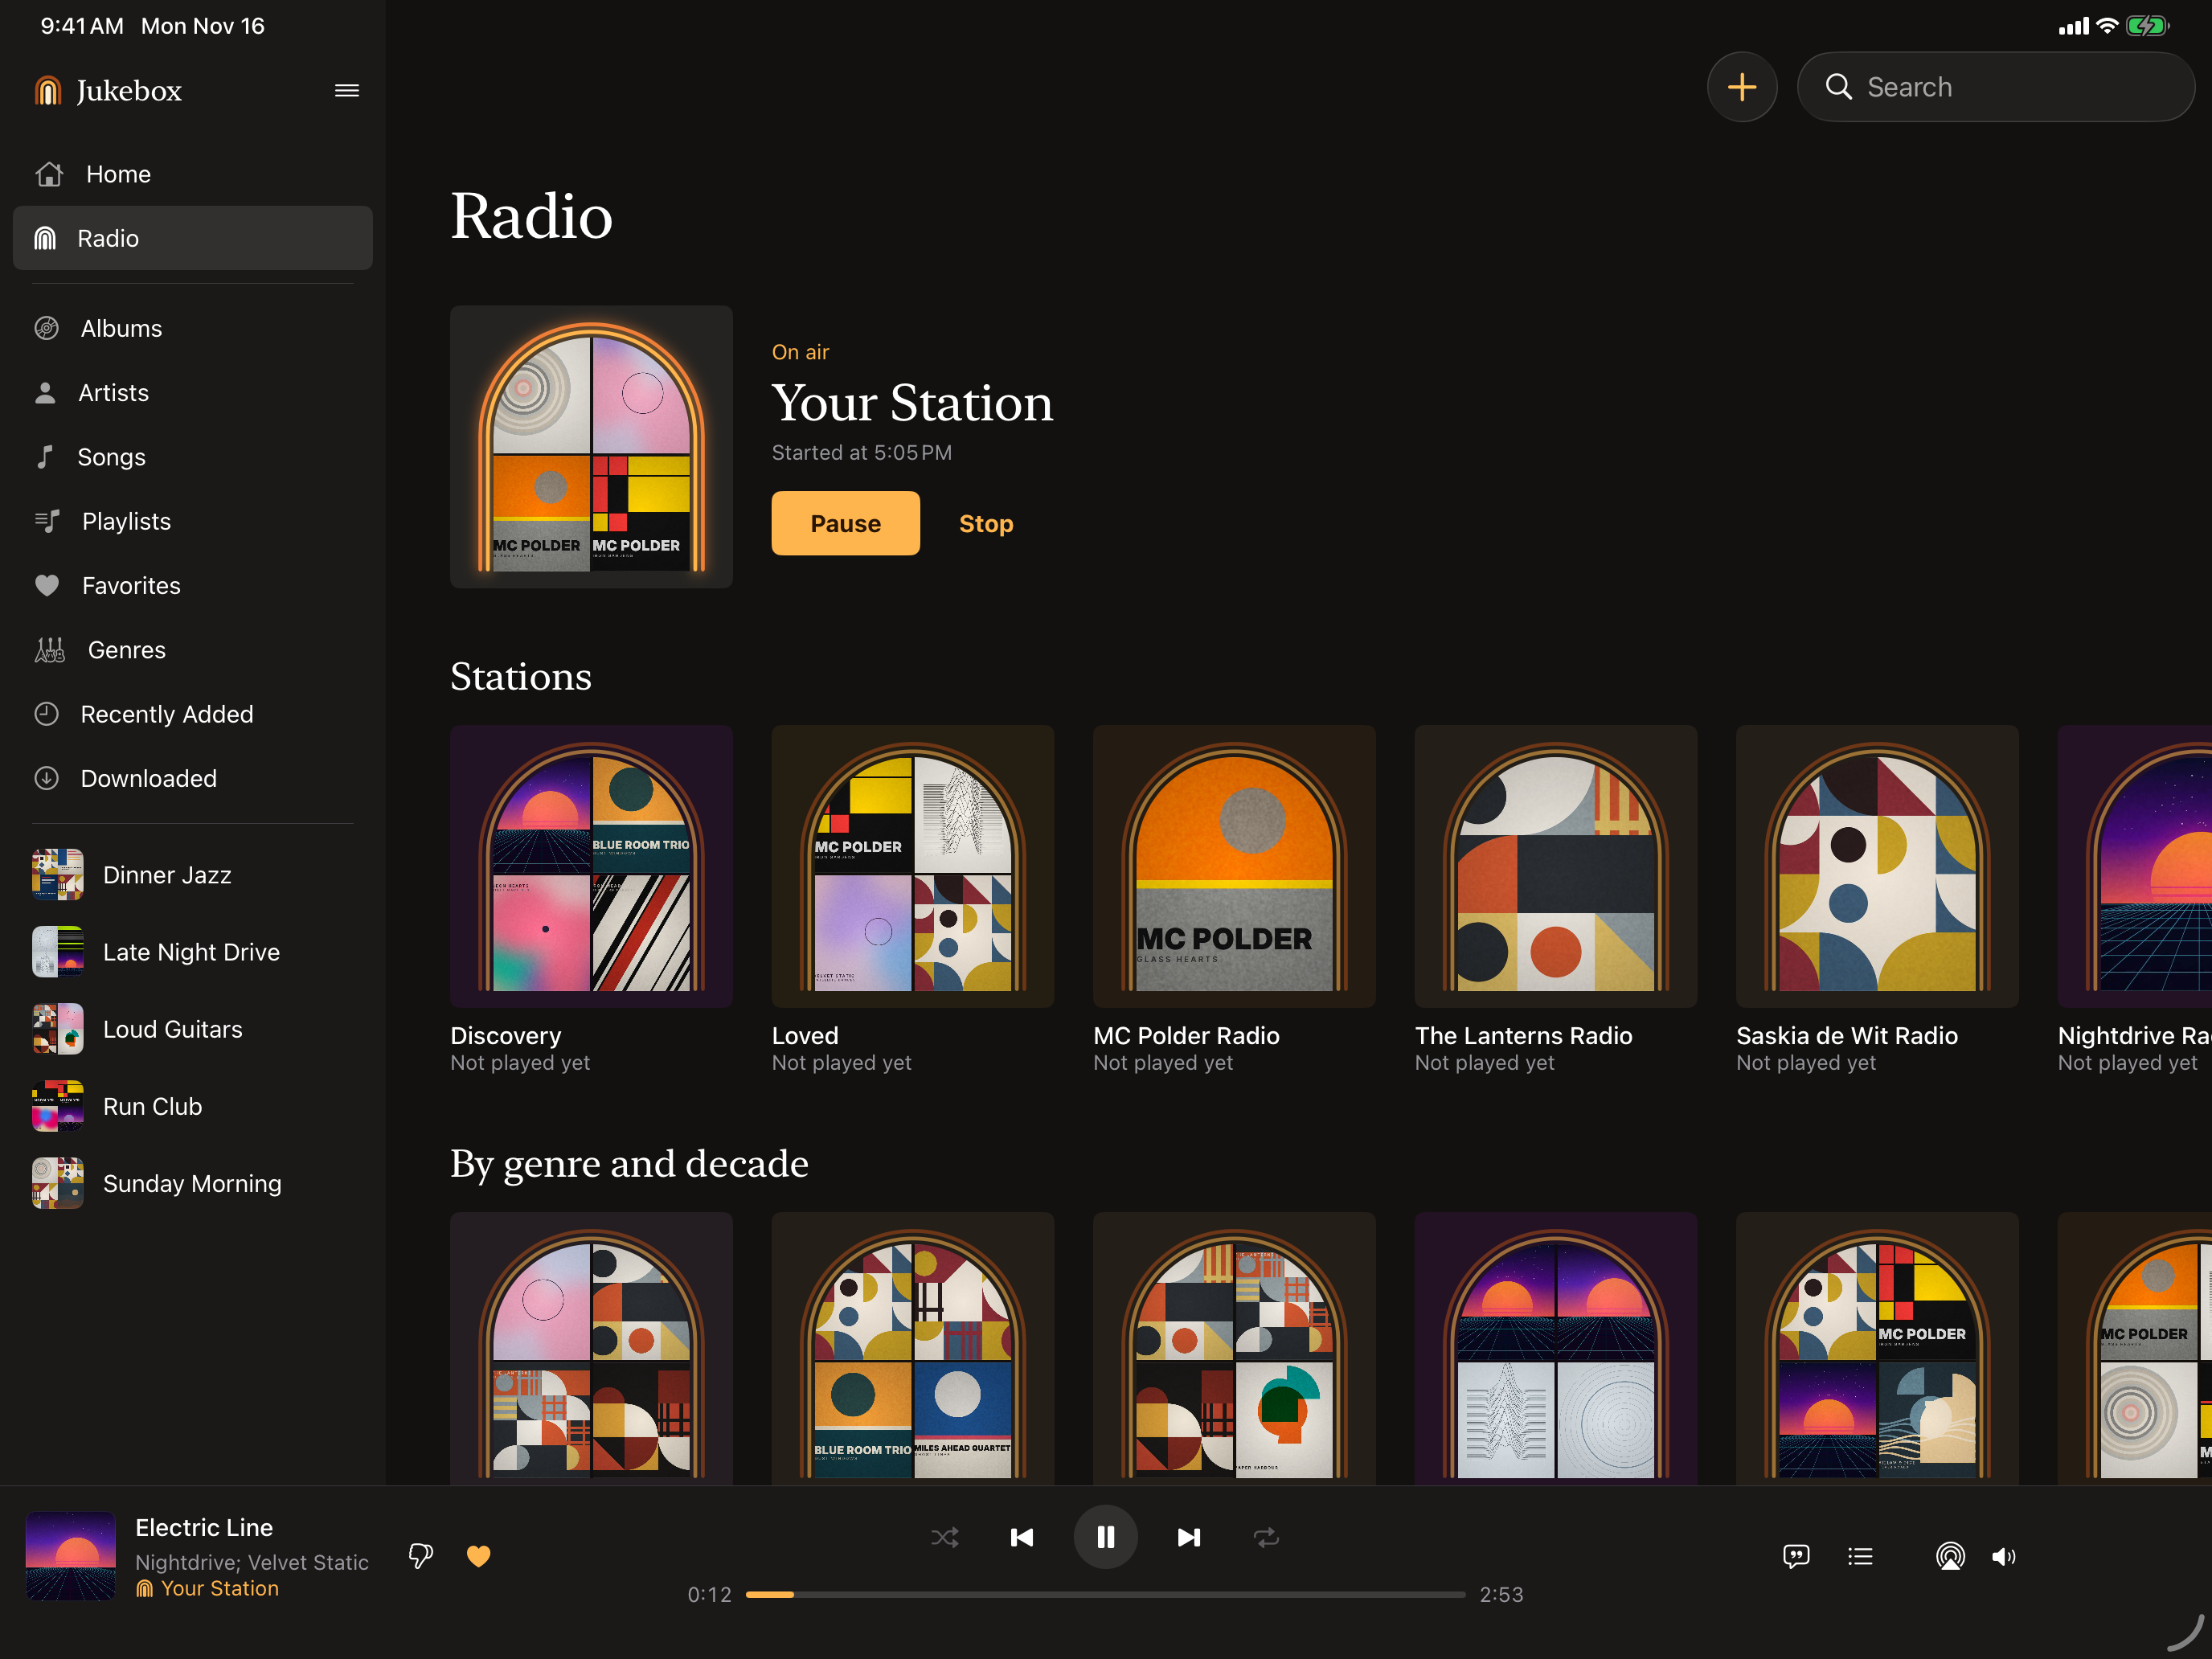 9:41 AM Mon Nov 16
Jukebox
Search
Home
Radio
Albums
Artists
Songs
Playlists
Favorites
Genres
Recently Added
Downloaded
Dinner Jazz
Late Night Drive
Loud Guitars
Run Club
Sunday Morning
Radio
MC POLDER
MC POLDER
On air
Your Station
Started at 5:05 PM
Pause
Stop
Stations
BLUE ROOM TRIO
MC POLDER
VELVET STATIC
MC POLDER
GLASS HEARTS
Discovery
Not played yet
Loved
Not played yet
MC Polder Radio
Not played yet
The Lanterns Radio
Not played yet
Saskia de Wit Radio
Not played yet
Nightdrive Ra
Not played yet
By genre and decade
BLUE ROOM TRIO
MILES AHEAD QUARTET
MC POLDER
MC POLDER
Electric Line
Nightdrive; Velvet Static
Your Station
0:12
2:53